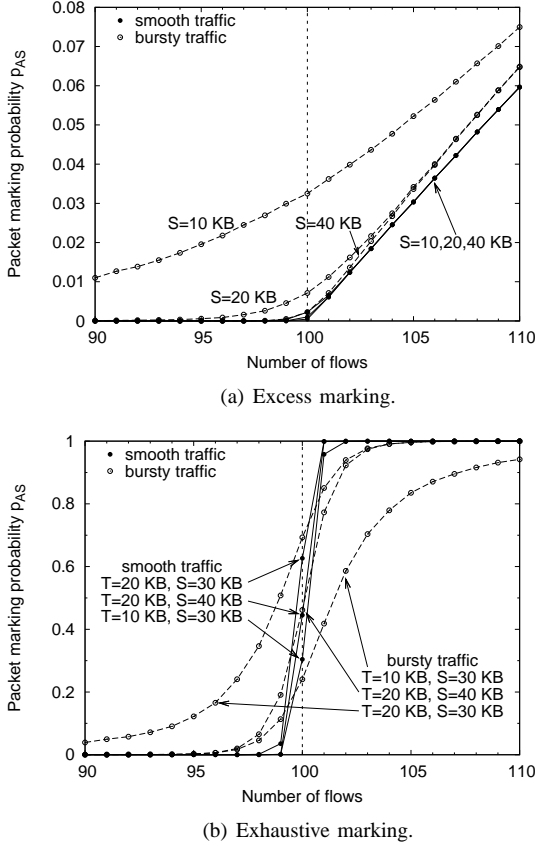 0.08
0.07
0.06
0.05
0.04
0.03
0.02
0.01
0
Packet marking probability pAS
smooth traffic
bursty traffic
S=10 KB
S=40 KB
S=20 KB
S=10,20,40 KB
90 95 100 105 110
Number of flows
(a) Excess marking.
1
0.8
0.6
0.4
0.2
0
Packet marking probability pAS
smooth traffic
bursty traffic
smooth traffic
T=20 KB, S=30 KB
T=20 KB, S=40 KB
T=10 KB, S=30 KB
bursty traffic
T=10 KB, S=30 KB
T=20 KB, S=40 KB
T=20 KB, S=30 KB
90 95 100 105 110
Number of flows
(b) Exhaustive marking.